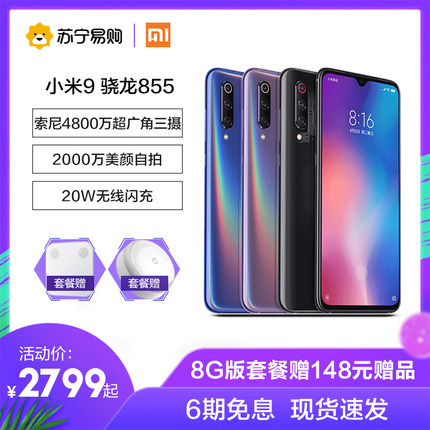 苏宁易购
小米9 骁龙855
索尼4800万超广角三摄
2000万美颜自拍
20W无线闪充
8:16
套餐赠
套餐赠
活动价:
¥2799起
8G版套餐赠148元赠品
6期免息 现货速发